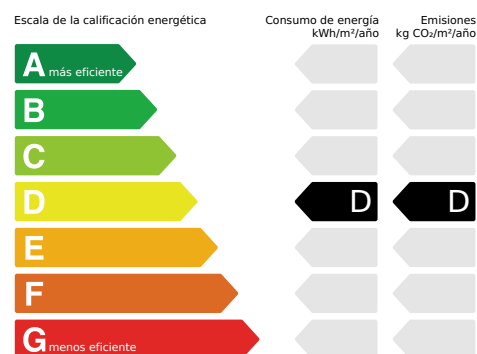 Escala de la calificación energética
Consumo de energía
kWh/m²/año
Emisiones
kg CO₂/m²/año
A más eficiente
B
C
D D D
E
F
G menos eficiente